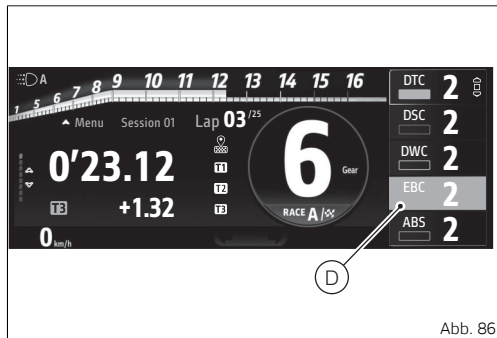 A
1 5 6 7 8 9 10 11 12 13 14 15 16
Menu Session 01 Lap 03/25
0'23.12
T1
T2
T3
T3 +1.32
6 Gear
RACE A/
0 km/h
DTC 2
DSC 2
DWC 2
EBC 2
ABS 2
D
Abb. 86